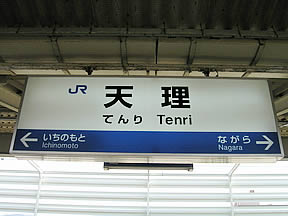 JR 天理
てんり Tenri
← いちのもと ながら →
Ichinomoto Nagara